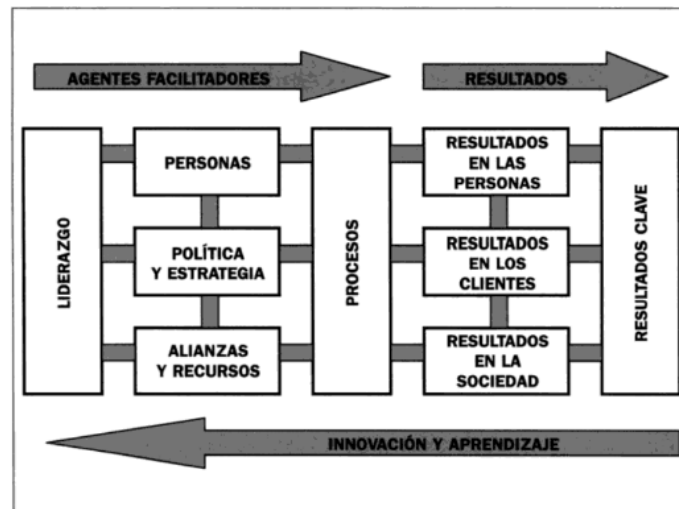 AGENTES FACILITADORES
RESULTADOS
LIDERAZGO
PERSONAS
POLÍTICA
Y ESTRATEGIA
ALIANZAS
Y RECURSOS
PROCESOS
RESULTADOS
EN LAS
PERSONAS
RESULTADOS
EN LOS
CLIENTES
RESULTADOS
EN LA
SOCIEDAD
RESULTADOS CLAVE
INNOVACIÓN Y APRENDIZAJE